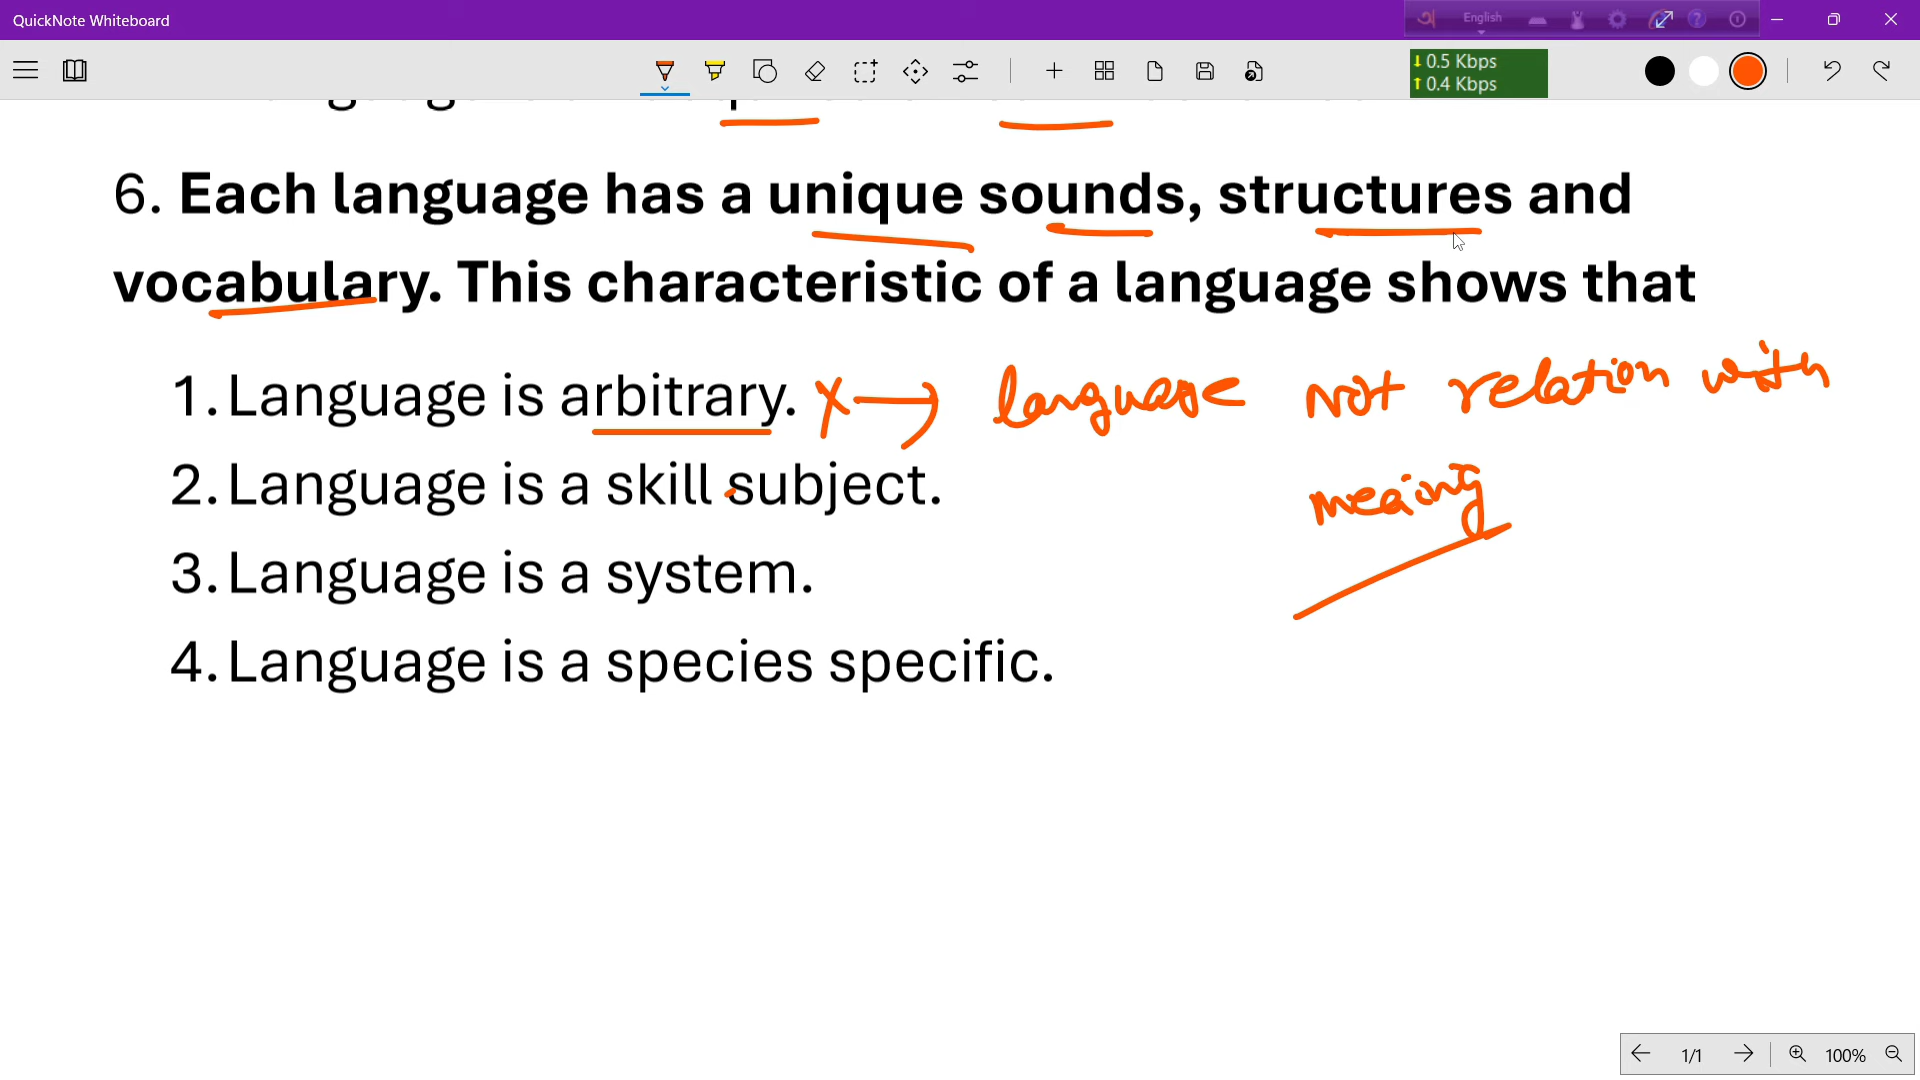 QuickNote Whiteboard
English
0.5 Kbps
0.4 Kbps
6. Each language has a unique sounds, structures and
vocabulary. This characteristic of a language shows that
1. Language is arbitrary. x → language not relation with
2. Language is a skill subject. meaing
3. Language is a system.
4. Language is a species specific.
1/1 100%